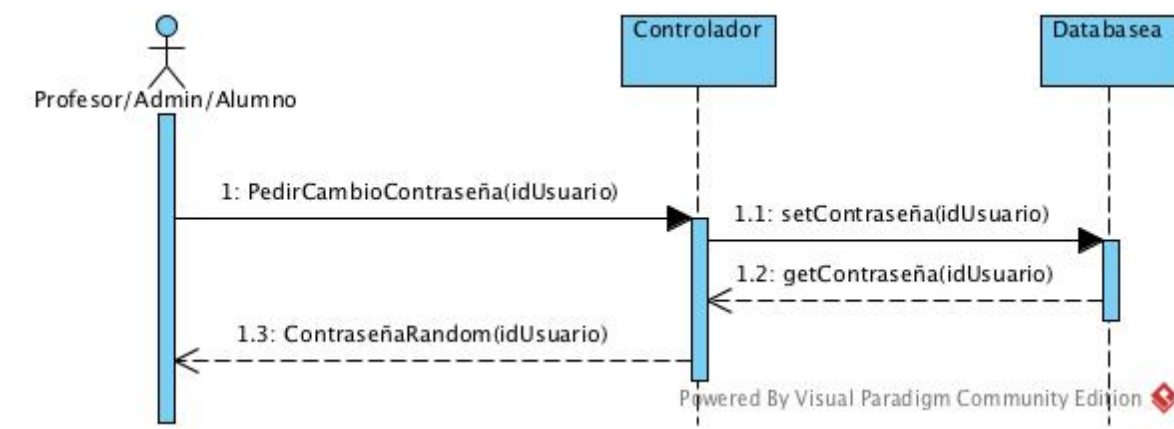 Controlador
Databasea
Profesor/Admin/Alumno
1: PedirCambioContraseña(idUsuario)
1.1: setContraseña(idUsuario)
1.2: getContraseña(idUsuario)
1.3: ContraseñaRandom(idUsuario)
Powered By Visual Paradigm Community Edition